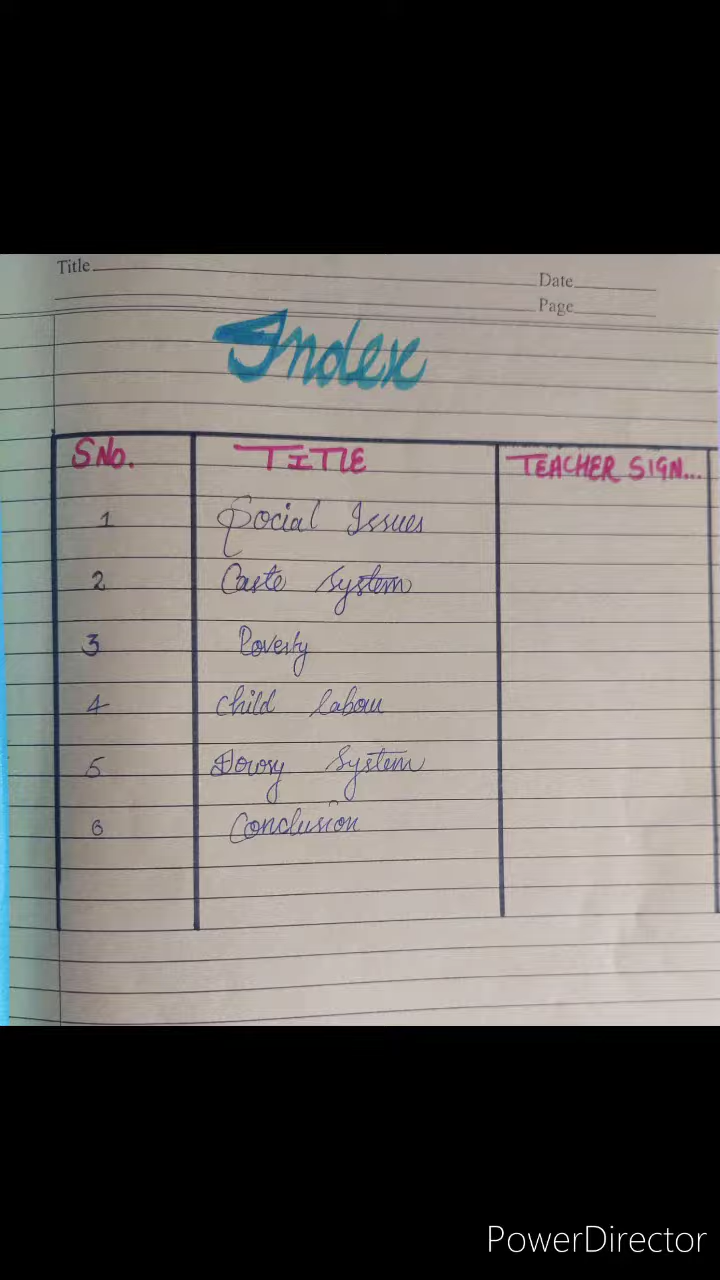 Title
Date
Page
Index
S No. TITLE TEACHER SIGN...
1 Social Issues
2 Caste System
3 Poverty
4 Child labour
5 Dowry System
6 Conclusion
PowerDirector